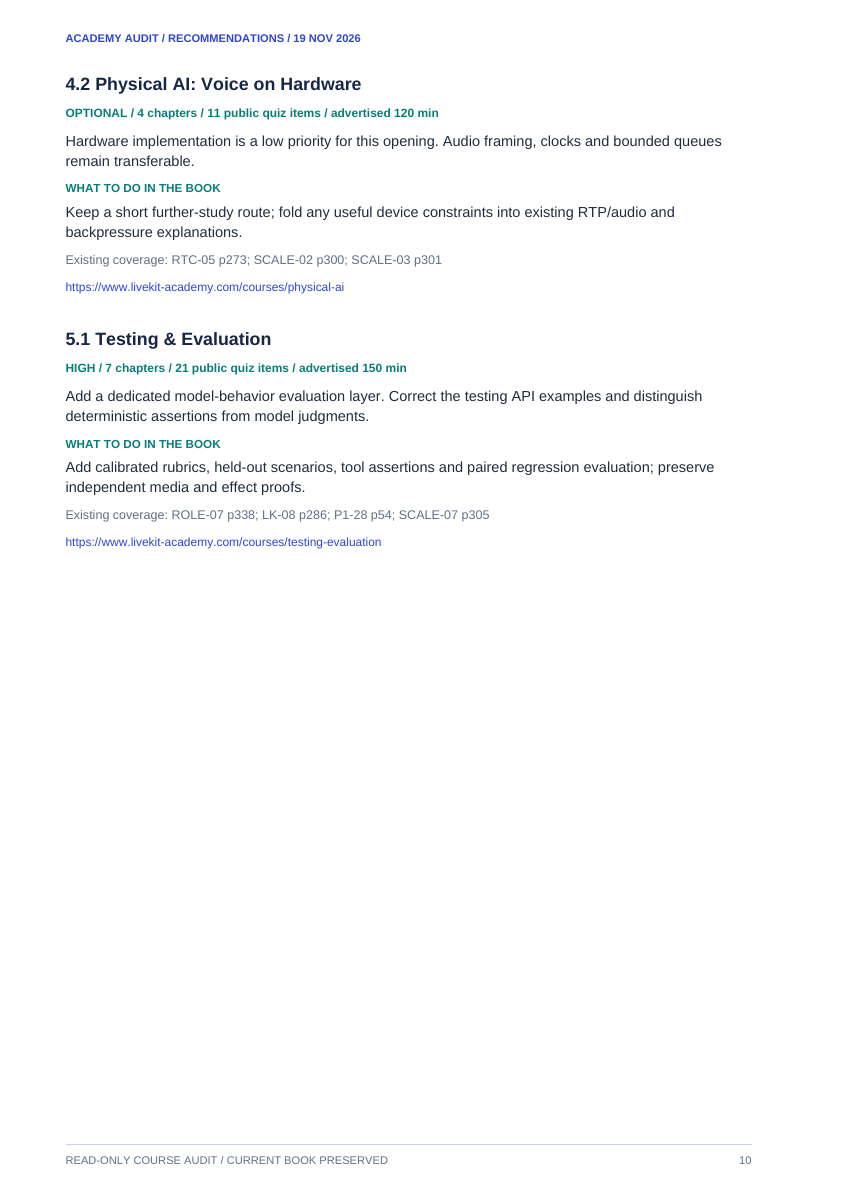 ACADEMY AUDIT / RECOMMENDATIONS / 19 NOV 2026
4.2 Physical AI: Voice on Hardware
OPTIONAL / 4 chapters / 11 public quiz items / advertised 120 min
Hardware implementation is a low priority for this opening. Audio framing, clocks and bounded queues
remain transferable.
WHAT TO DO IN THE BOOK
Keep a short further-study route; fold any useful device constraints into existing RTP/audio and
backpressure explanations.
Existing coverage: RTC-05 p273; SCALE-02 p300; SCALE-03 p301
https://www.livekit-academy.com/courses/physical-ai
5.1 Testing & Evaluation
HIGH / 7 chapters / 21 public quiz items / advertised 150 min
Add a dedicated model-behavior evaluation layer. Correct the testing API examples and distinguish
deterministic assertions from model judgments.
WHAT TO DO IN THE BOOK
Add calibrated rubrics, held-out scenarios, tool assertions and paired regression evaluation; preserve
independent media and effect proofs.
Existing coverage: ROLE-07 p338; LK-08 p286; P1-28 p54; SCALE-07 p305
https://www.livekit-academy.com/courses/testing-evaluation
READ-ONLY COURSE AUDIT / CURRENT BOOK PRESERVED
10